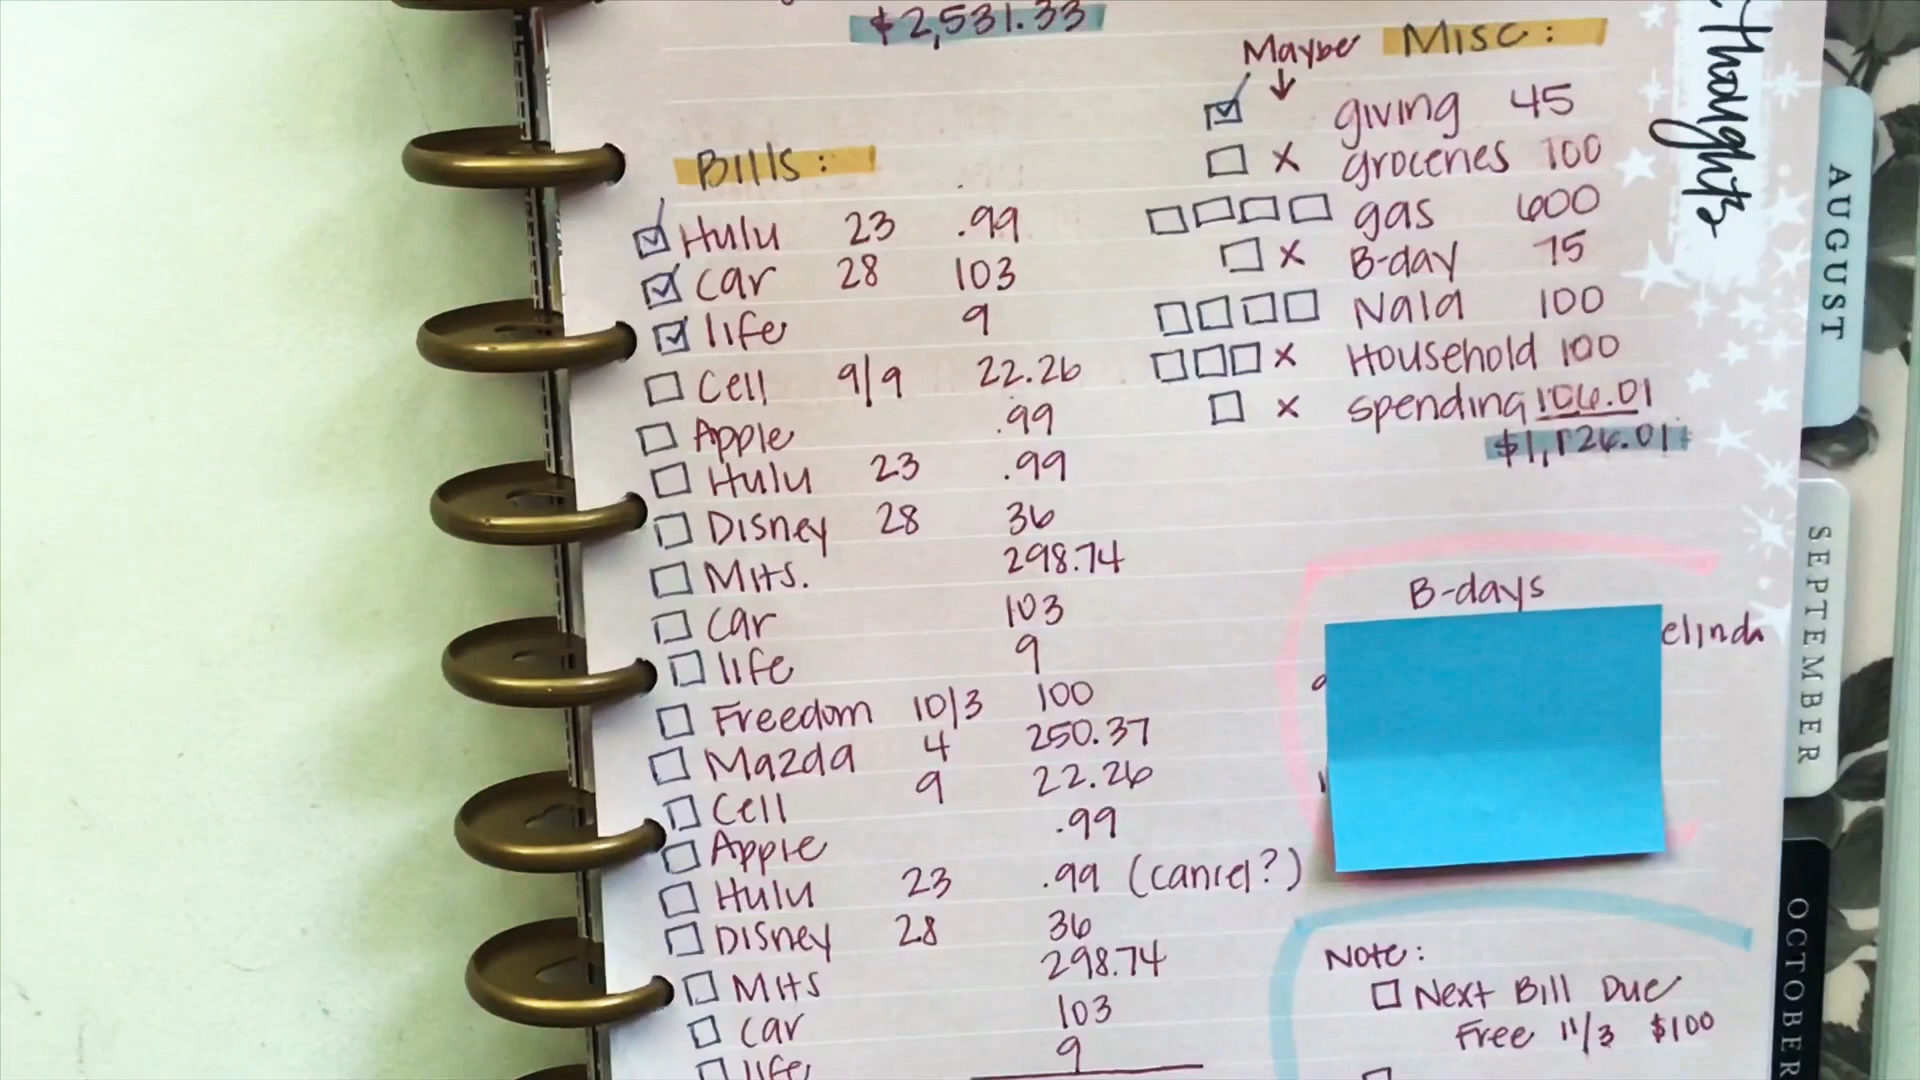 $2,531.33
Maybe Misc:
Thoughts
giving 45
groceries 100
gas 600
B-day 75
Nala 100
Household 100
spending 106.01
$1,126.01
Bills:
Hulu 23 .99
car 28 103
life 9
Cell 9/9 22.26
Apple .99
Hulu 23 .99
Disney 28 36
Mits. 298.74
car 103
life 9
Freedom 10/3 100
Mazda 4 250.37
Cell 9 22.26
Apple .99
Hulu 23 .99 (cancel?)
Disney 28 36
Mits 298.74
car 103
life 9
B-days
elinda
Note:
Next Bill Due
Free 11/3 $100
AUGUST
SEPTEMBER
OCTOBER